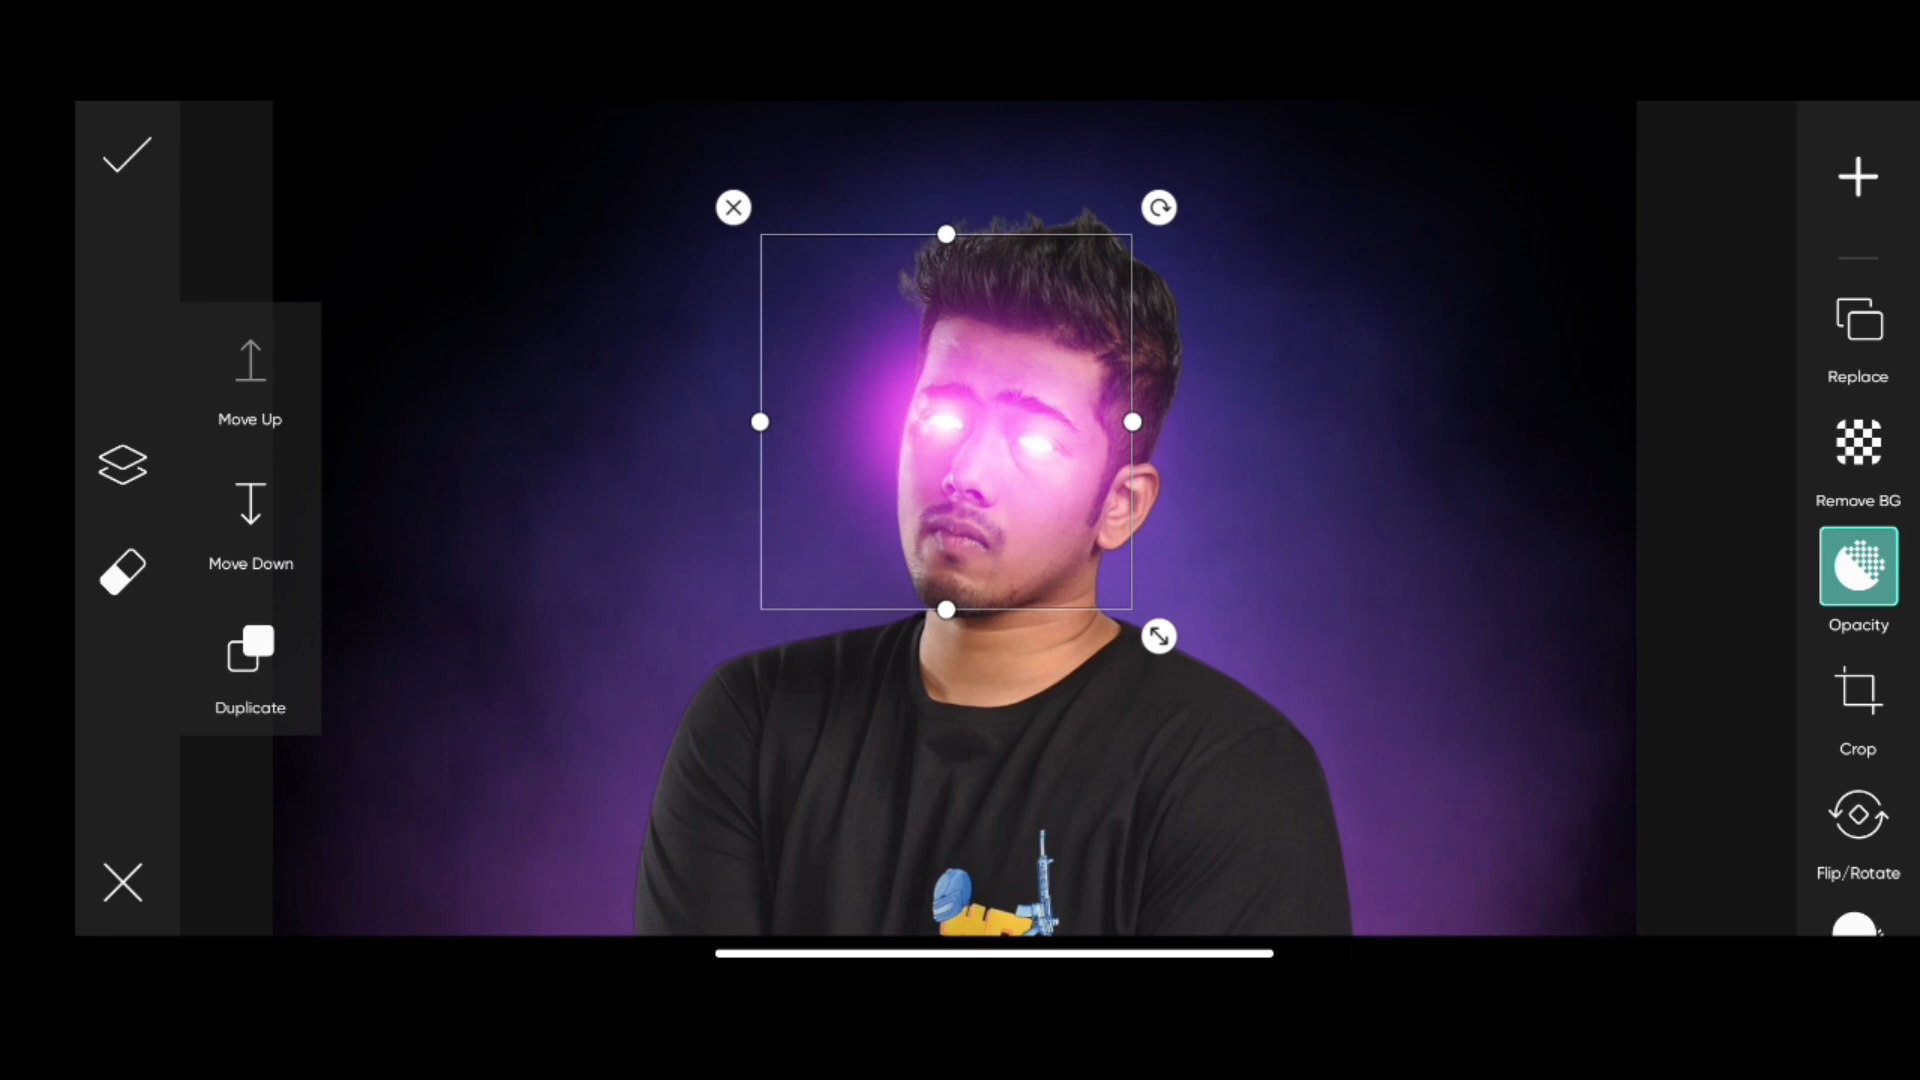 Move Up
Move Down
Duplicate
Replace
Remove BG
Opacity
Crop
Flip/Rotate